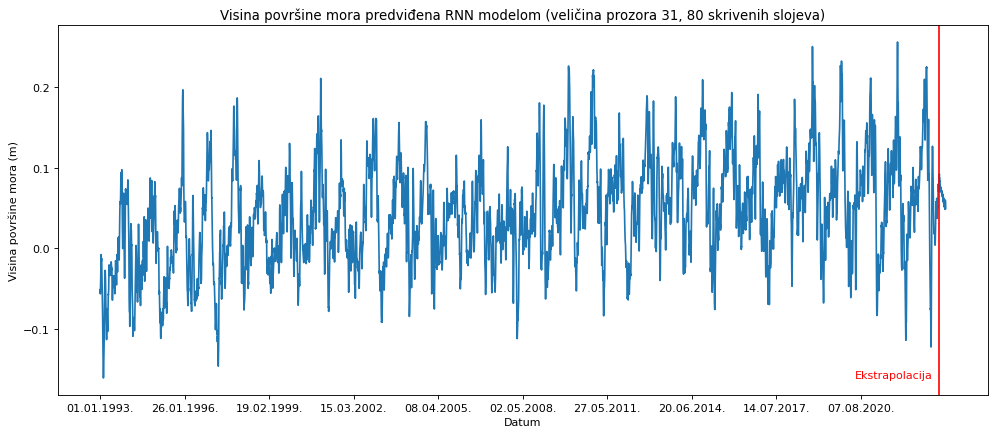 Visina površine mora predviđena RNN modelom (veličina prozora 31, 80 skrivenih slojeva)
Visina površine mora (m)
0.2
0.1
0.0
−0.1
Ekstrapolacija
01.01.1993. 26.01.1996. 19.02.1999. 15.03.2002. 08.04.2005. 02.05.2008. 27.05.2011. 20.06.2014. 14.07.2017. 07.08.2020.
Datum